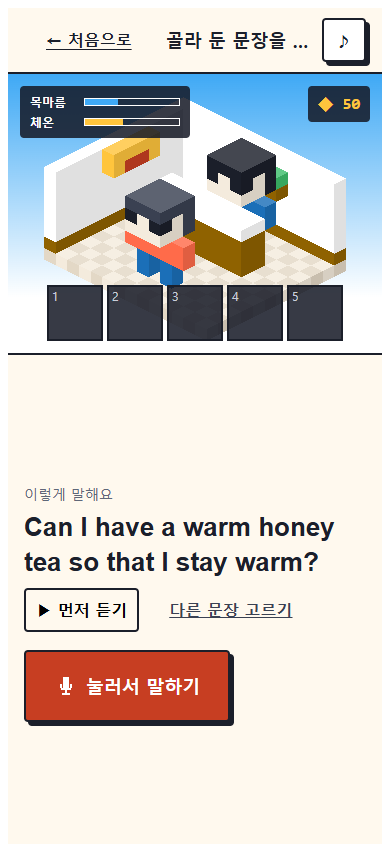 ← 처음으로
골라 둔 문장을 ...
♪
목마름
체온
◆ 50
1 2 3 4 5
이렇게 말해요
Can I have a warm honey
tea so that I stay warm?
▶ 먼저 듣기
다른 문장 고르기
눌러서 말하기